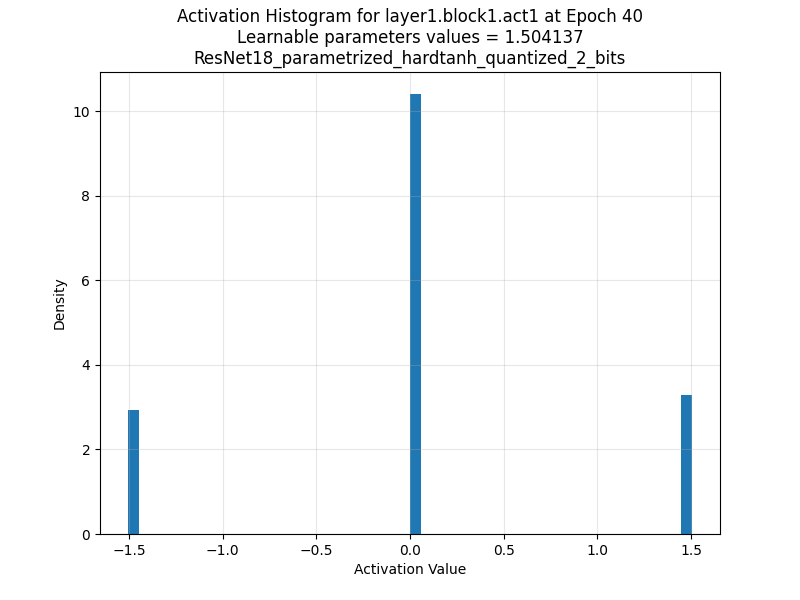 Activation Histogram for layer1.block1.act1 at Epoch 40
Learnable parameters values = 1.504137
ResNet18_parametrized_hardtanh_quantized_2_bits
10
8
6
4
2
0
Density
−1.5 −1.0 −0.5 0.0 0.5 1.0 1.5
Activation Value